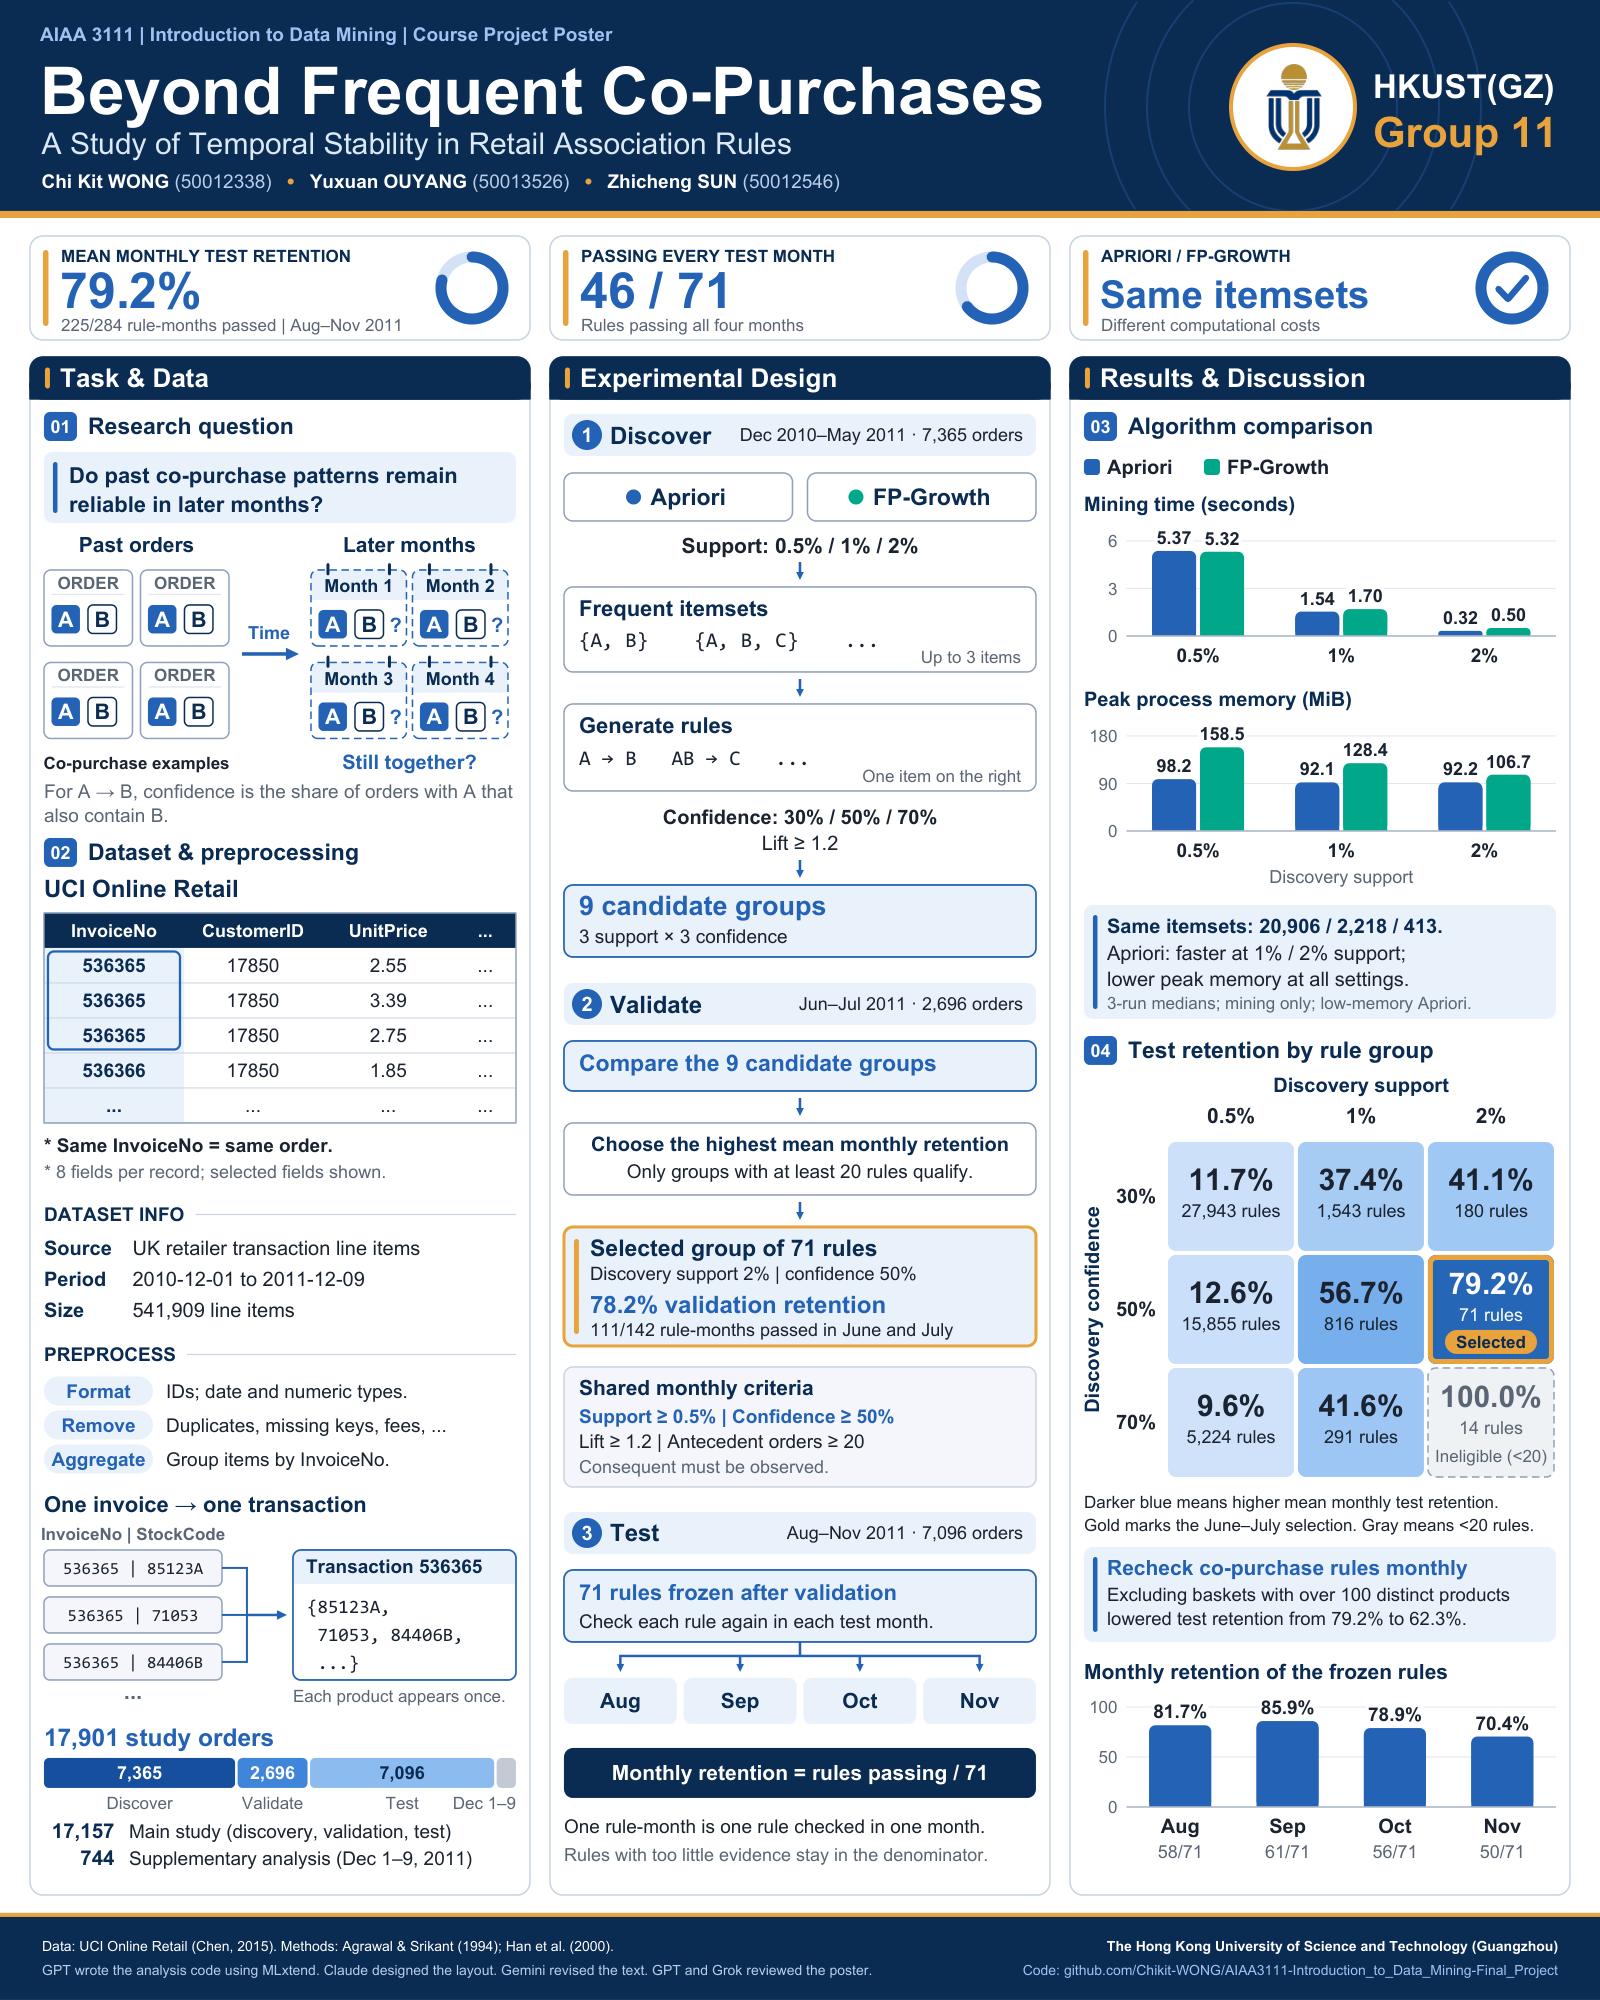 AIAA 3111 | Introduction to Data Mining | Course Project Poster
Beyond Frequent Co-Purchases
A Study of Temporal Stability in Retail Association Rules
Chi Kit WONG (50012338) • Yuxuan OUYANG (50013526) • Zhicheng SUN (50012546)
HKUST(GZ)
Group 11
MEAN MONTHLY TEST RETENTION
79.2%
225/284 rule-months passed | Aug–Nov 2011
PASSING EVERY TEST MONTH
46 / 71
Rules passing all four months
APRIORI / FP-GROWTH
Same itemsets
Different computational costs
Task & Data
01 Research question
Do past co-purchase patterns remain
reliable in later months?
Past orders
Later months
ORDER ORDER
A B A B
ORDER ORDER
A B A B
Time
Month 1 Month 2
A B ? A B ?
Month 3 Month 4
A B ? A B ?
Co-purchase examples
Still together?
For A → B, confidence is the share of orders with A that
also contain B.
02 Dataset & preprocessing
UCI Online Retail
InvoiceNo CustomerID UnitPrice ...
536365 17850 2.55 ...
536365 17850 3.39 ...
536365 17850 2.75 ...
536366 17850 1.85 ...
... ... ... ...
* Same InvoiceNo = same order.
* 8 fields per record; selected fields shown.
DATASET INFO
Source UK retailer transaction line items
Period 2010-12-01 to 2011-12-09
Size 541,909 line items
PREPROCESS
Format IDs; date and numeric types.
Remove Duplicates, missing keys, fees, ...
Aggregate Group items by InvoiceNo.
One invoice → one transaction
InvoiceNo | StockCode
536365 | 85123A
536365 | 71053
536365 | 84406B
...
Transaction 536365
{85123A,
71053, 84406B,
...}
Each product appears once.
17,901 study orders
7,365 2,696 7,096
Discover Validate Test Dec 1–9
17,157 Main study (discovery, validation, test)
744 Supplementary analysis (Dec 1–9, 2011)
Experimental Design
1 Discover Dec 2010–May 2011 · 7,365 orders
Apriori FP-Growth
Support: 0.5% / 1% / 2%
Frequent itemsets
{A, B} {A, B, C} ...
Up to 3 items
Generate rules
A → B AB → C ...
One item on the right
Confidence: 30% / 50% / 70%
Lift ≥ 1.2
9 candidate groups
3 support × 3 confidence
2 Validate Jun–Jul 2011 · 2,696 orders
Compare the 9 candidate groups
Choose the highest mean monthly retention
Only groups with at least 20 rules qualify.
Selected group of 71 rules
Discovery support 2% | confidence 50%
78.2% validation retention
111/142 rule-months passed in June and July
Shared monthly criteria
Support ≥ 0.5% | Confidence ≥ 50%
Lift ≥ 1.2 | Antecedent orders ≥ 20
Consequent must be observed.
3 Test Aug–Nov 2011 · 7,096 orders
71 rules frozen after validation
Check each rule again in each test month.
Aug Sep Oct Nov
Monthly retention = rules passing / 71
One rule-month is one rule checked in one month.
Rules with too little evidence stay in the denominator.
Results & Discussion
03 Algorithm comparison
Apriori FP-Growth
Mining time (seconds)
6
3
0
5.37 5.32
1.54 1.70
0.32 0.50
0.5% 1% 2%
Peak process memory (MiB)
180
90
0
98.2 158.5
92.1 128.4
92.2 106.7
0.5% 1% 2%
Discovery support
Same itemsets: 20,906 / 2,218 / 413.
Apriori: faster at 1% / 2% support;
lower peak memory at all settings.
3-run medians; mining only; low-memory Apriori.
04 Test retention by rule group
Discovery support
0.5% 1% 2%
Discovery confidence
30%
11.7% 37.4% 41.1%
27,943 rules 1,543 rules 180 rules
50%
12.6% 56.7% 79.2%
15,855 rules 816 rules 71 rules
Selected
70%
9.6% 41.6% 100.0%
5,224 rules 291 rules 14 rules
Ineligible (<20)
Darker blue means higher mean monthly test retention.
Gold marks the June–July selection. Gray means <20 rules.
Recheck co-purchase rules monthly
Excluding baskets with over 100 distinct products
lowered test retention from 79.2% to 62.3%.
Monthly retention of the frozen rules
100
50
0
81.7% 85.9% 78.9% 70.4%
Aug Sep Oct Nov
58/71 61/71 56/71 50/71
Data: UCI Online Retail (Chen, 2015). Methods: Agrawal & Srikant (1994); Han et al. (2000).
GPT wrote the analysis code using MLxtend. Claude designed the layout. Gemini revised the text. GPT and Grok reviewed the poster.
The Hong Kong University of Science and Technology (Guangzhou)
Code: github.com/Chikit-WONG/AIAA3111-Introduction_to_Data_Mining-Final_Project